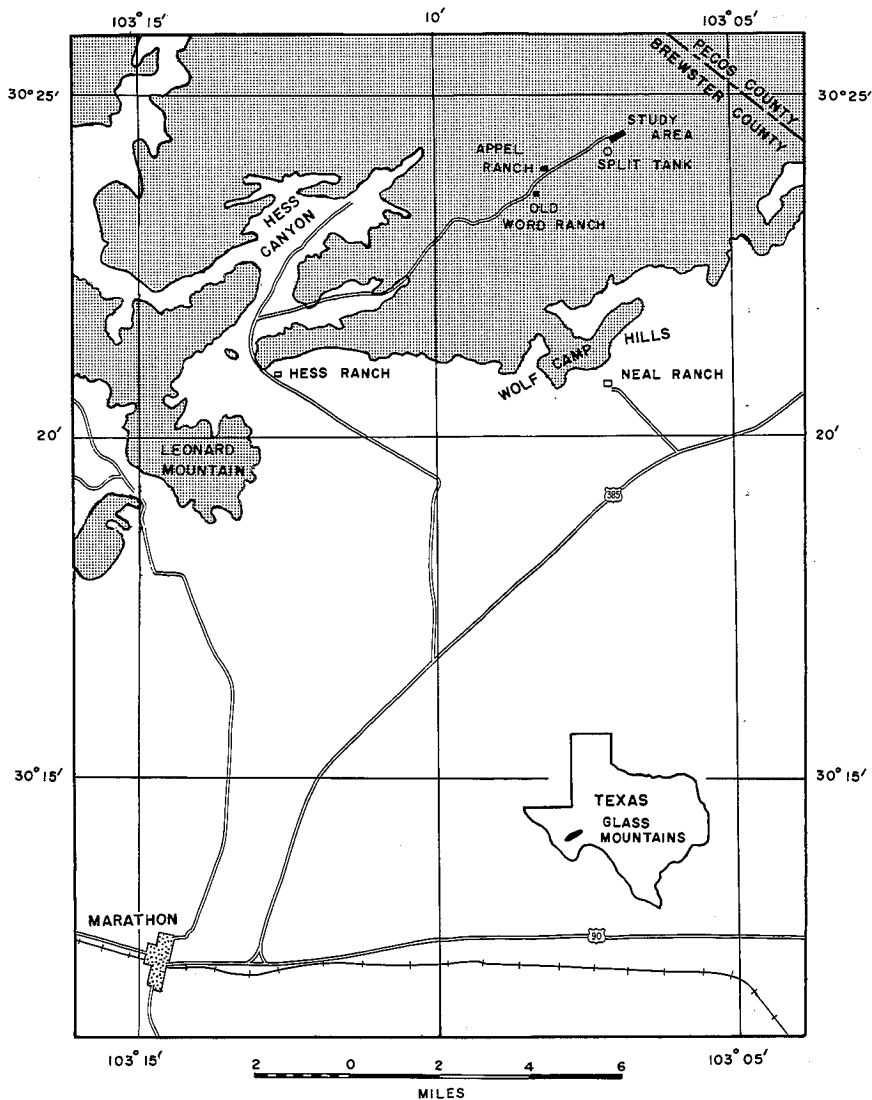 103° 15′
10′
103° 05′
PECOS COUNTY
BREWSTER COUNTY
30° 25′
30° 25′
STUDY
AREA
APPEL
RANCH
SPLIT TANK
OLD
WORD RANCH
HESS
CANYON
WOLF CAMP HILLS
HESS RANCH
NEAL RANCH
20′
20′
LEONARD
MOUNTAIN
385
30° 15′
30° 15′
TEXAS
GLASS
MOUNTAINS
MARATHON
90
103° 15′
103° 05′
2 0 2 4 6
MILES